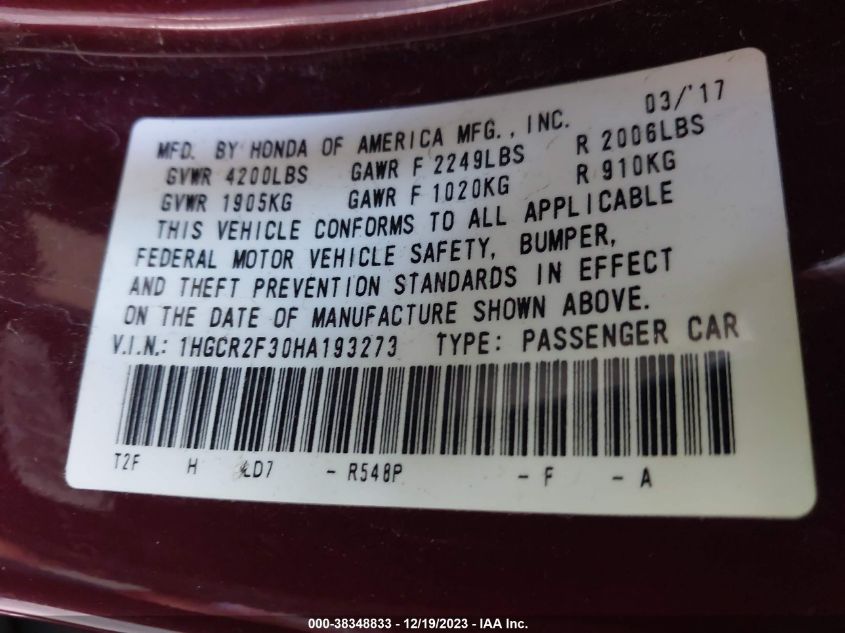 03/'17
MFD. BY HONDA OF AMERICA MFG., INC.
GVWR 4200LBS GAWR F 2249LBS R 2006LBS
GVWR 1905KG GAWR F 1020KG R 910KG
THIS VEHICLE CONFORMS TO ALL APPLICABLE
FEDERAL MOTOR VEHICLE SAFETY, BUMPER,
AND THEFT PREVENTION STANDARDS IN EFFECT
ON THE DATE OF MANUFACTURE SHOWN ABOVE.
V.I.N.: 1HGCR2F30HA193273 TYPE: PASSENGER CAR
T2F H LD7 - R548P - F - A
000-38348833 - 12/19/2023 - IAA Inc.